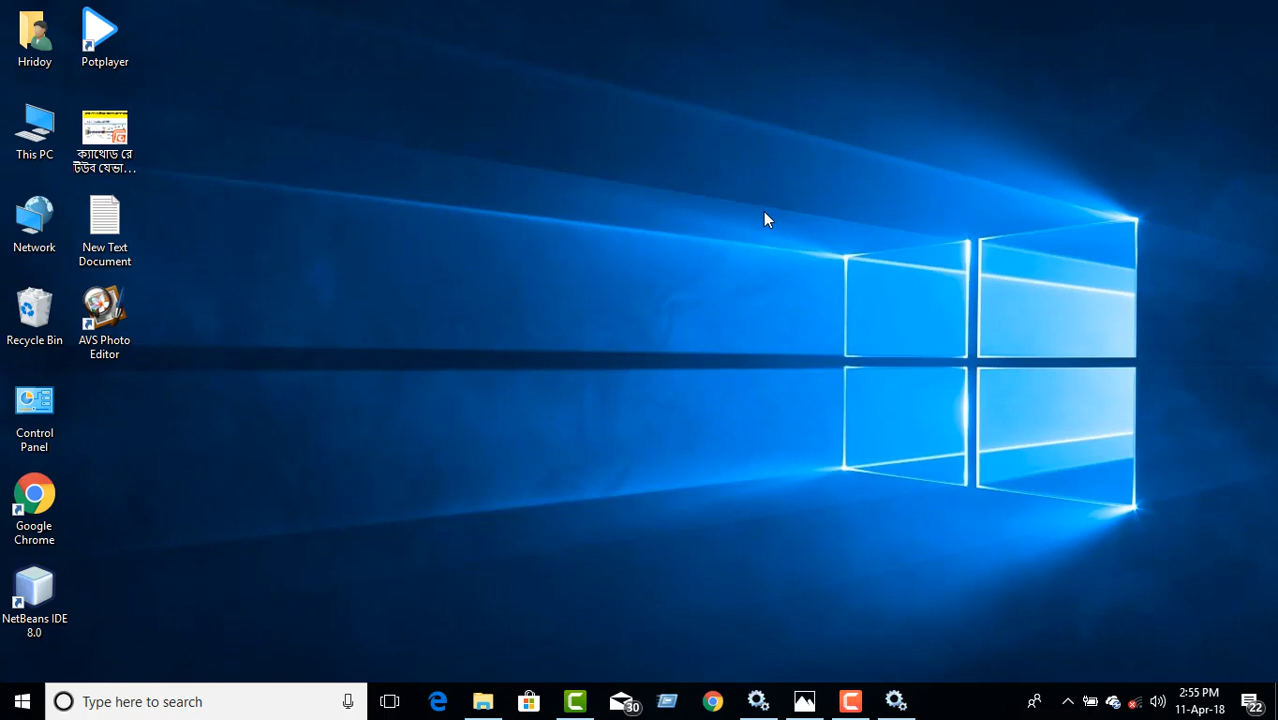 Hridoy
Potplayer
This PC
ক্যাথোড রে
টিউব যেভা...
Network
New Text
Document
Recycle Bin
AVS Photo
Editor
Control
Panel
Google
Chrome
NetBeans IDE
8.0
Type here to search
30
2:55 PM
11-Apr-18
22